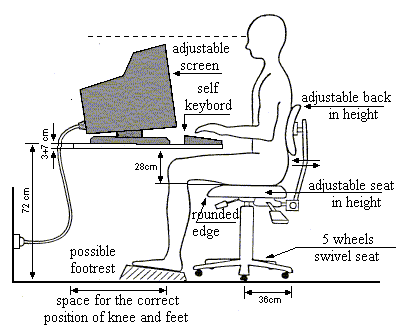 adjustable
screen
self
keybord
adjustable back
in height
3+7 cm
28cm
72 cm
adjustable seat
in height
rounded
edge
possible
footrest
5 wheels
swivel seat
36cm
space for the correct
position of knee and feet